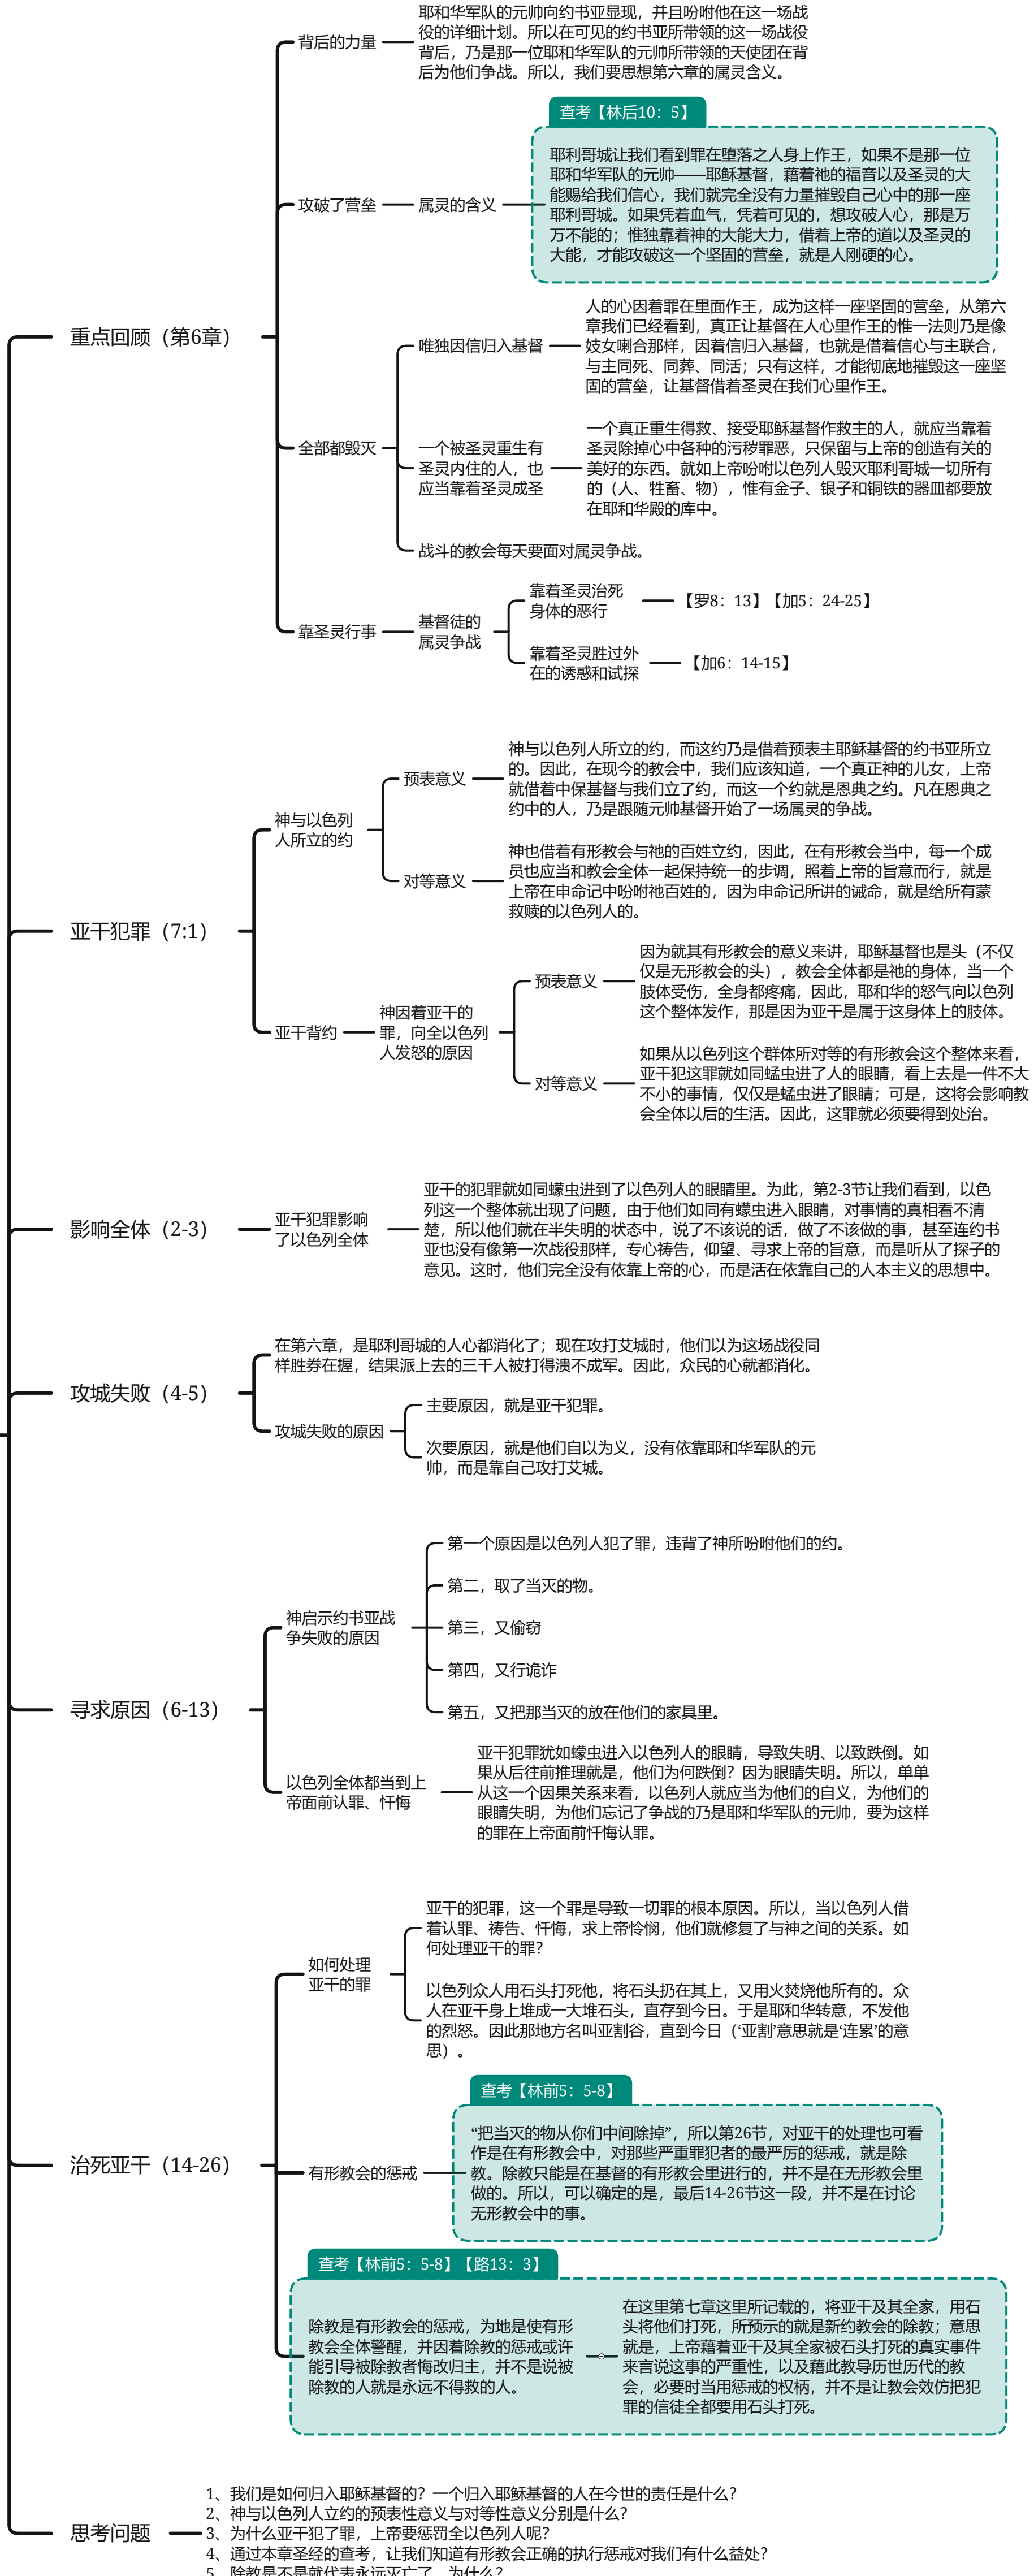 重点回顾（第6章）
背后的力量
耶和华军队的元帅向约书亚显现，并且吩咐他在这一场战
役的详细计划。所以在可见的约书亚所带领的这一场战役
背后，乃是那一位耶和华军队的元帅所带领的天使团在背
后为他们争战。所以，我们要思想第六章的属灵含义。
攻破了营垒
属灵的含义
查考【林后10：5】
耶利哥城让我们看到罪在堕落之人身上作王，如果不是那一位
耶和华军队的元帅——耶稣基督，藉着祂的福音以及圣灵的大
能赐给我们信心，我们就完全没有力量摧毁自己心中的那一座
耶利哥城。如果凭着血气，凭着可见的，想攻破人心，那是万
万不能的；惟独靠着神的大能大力，借着上帝的道以及圣灵的
大能，才能攻破这一个坚固的营垒，就是人刚硬的心。
全部都毁灭
唯独因信归入基督
人的心因着罪在里面作王，成为这样一座坚固的营垒，从第六
章我们已经看到，真正让基督在人心里作王的惟一法则乃是像
妓女喇合那样，因着信归入基督，也就是借着信心与主联合，
与主同死、同葬、同活；只有这样，才能彻底地摧毁这一座坚
固的营垒，让基督借着圣灵在我们心里作王。
一个被圣灵重生有
圣灵内住的人，也
应当靠着圣灵成圣
一个真正重生得救、接受耶稣基督作救主的人，就应当靠着
圣灵除掉心中各种的污秽罪恶，只保留与上帝的创造有关的
美好的东西。就如上帝吩咐以色列人毁灭耶利哥城一切所有
的（人、牲畜、物），惟有金子、银子和铜铁的器皿都要放
在耶和华殿的库中。
战斗的教会每天要面对属灵争战。
靠圣灵行事
基督徒的
属灵争战
靠着圣灵治死
身体的恶行
【罗8：13】【加5：24-25】
靠着圣灵胜过外
在的诱惑和试探
【加6：14-15】
亚干犯罪（7:1）
神与以色列
人所立的约
预表意义
神与以色列人所立的约，而这约乃是借着预表主耶稣基督的约书亚所立
的。因此，在现今的教会中，我们应该知道，一个真正神的儿女，上帝
就借着中保基督与我们立了约，而这一个约就是恩典之约。凡在恩典之
约中的人，乃是跟随元帅基督开始了一场属灵的争战。
对等意义
神也借着有形教会与祂的百姓立约，因此，在有形教会当中，每一个成
员也应当和教会全体一起保持统一的步调，照着上帝的旨意而行，就是
上帝在申命记中吩咐祂百姓的，因为申命记所讲的诫命，就是给所有蒙
救赎的以色列人的。
亚干背约
神因着亚干的
罪，向全以色列
人发怒的原因
预表意义
因为就其有形教会的意义来讲，耶稣基督也是头（不仅
仅是无形教会的头），教会全体都是祂的身体，当一个
肢体受伤，全身都疼痛，因此，耶和华的怒气向以色列
这个整体发作，那是因为亚干是属于这身体上的肢体。
对等意义
如果从以色列这个群体所对等的有形教会这个整体来看，
亚干犯这罪就如同蜢虫进了人的眼睛，看上去是一件不大
不小的事情，仅仅是蜢虫进了眼睛；可是，这将会影响教
会全体以后的生活。因此，这罪就必须要得到处治。
影响全体（2-3）
亚干犯罪影响
了以色列全体
亚干的犯罪就如同蠓虫进到了以色列人的眼睛里。为此，第2-3节让我们看到，以色
列这一个整体就出现了问题，由于他们如同有蠓虫进入眼睛，对事情的真相看不清
楚，所以他们就在半失明的状态中，说了不该说的话，做了不该做的事，甚至连约书
亚也没有像第一次战役那样，专心祷告，仰望、寻求上帝的旨意，而是听从了探子的
意见。这时，他们完全没有依靠上帝的心，而是活在依靠自己的人本主义的思想中。
攻城失败（4-5）
在第六章，是耶利哥城的人心都消化了；现在攻打艾城时，他们以为这场战役同
样胜券在握，结果派上去的三千人被打得溃不成军。因此，众民的心就都消化。
攻城失败的原因
主要原因，就是亚干犯罪。
次要原因，就是他们自以为义，没有依靠耶和华军队的元
帅，而是靠自己攻打艾城。
寻求原因（6-13）
神启示约书亚战
争失败的原因
第一个原因是以色列人犯了罪，违背了神所吩咐他们的约。
第二，取了当灭的物。
第三，又偷窃
第四，又行诡诈
第五，又把那当灭的放在他们的家具里。
以色列全体都当到上
帝面前认罪、忏悔
亚干犯罪犹如蠓虫进入以色列人的眼睛，导致失明、以致跌倒。如
果从后往前推理就是，他们为何跌倒？因为眼睛失明。所以，单单
从这一个因果关系来看，以色列人就应当为他们的自义，为他们的
眼睛失明，为他们忘记了争战的乃是耶和华军队的元帅，要为这样
的罪在上帝面前忏悔认罪。
治死亚干（14-26）
如何处理
亚干的罪
亚干的犯罪，这一个罪是导致一切罪的根本原因。所以，当以色列人借
着认罪、祷告、忏悔，求上帝怜悯，他们就修复了与神之间的关系。如
何处理亚干的罪？
以色列众人用石头打死他，将石头扔在其上，又用火焚烧他所有的。众
人在亚干身上堆成一大堆石头，直存到今日。于是耶和华转意，不发他
的烈怒。因此那地方名叫亚割谷，直到今日（‘亚割’意思就是‘连累’的意
思）。
有形教会的惩戒
查考【林前5：5-8】
“把当灭的物从你们中间除掉”，所以第26节，对亚干的处理也可看
作是在有形教会中，对那些严重罪犯者的最严厉的惩戒，就是除
教。除教只能是在基督的有形教会里进行的，并不是在无形教会里
做的。所以，可以确定的是，最后14-26节这一段，并不是在讨论
无形教会中的事。
查考【林前5：5-8】【路13：3】
除教是有形教会的惩戒，为地是使有形
教会全体警醒，并因着除教的惩戒或许
能引导被除教者悔改归主，并不是说被
除教的人就是永远不得救的人。
在这里第七章这里所记载的，将亚干及其全家，用石
头将他们打死，所预示的就是新约教会的除教；意思
就是，上帝藉着亚干及其全家被石头打死的真实事件
来言说这事的严重性，以及藉此教导历世历代的教
会，必要时当用惩戒的权柄，并不是让教会效仿把犯
罪的信徒全都要用石头打死。
思考问题
1、我们是如何归入耶稣基督的？一个归入耶稣基督的人在今世的责任是什么？
2、神与以色列人立约的预表性意义与对等性意义分别是什么？
3、为什么亚干犯了罪，上帝要惩罚全以色列人呢？
4、通过本章圣经的查考，让我们知道有形教会正确的执行惩戒对我们有什么益处？
5、除教是不是就代表永远灭亡了，为什么？